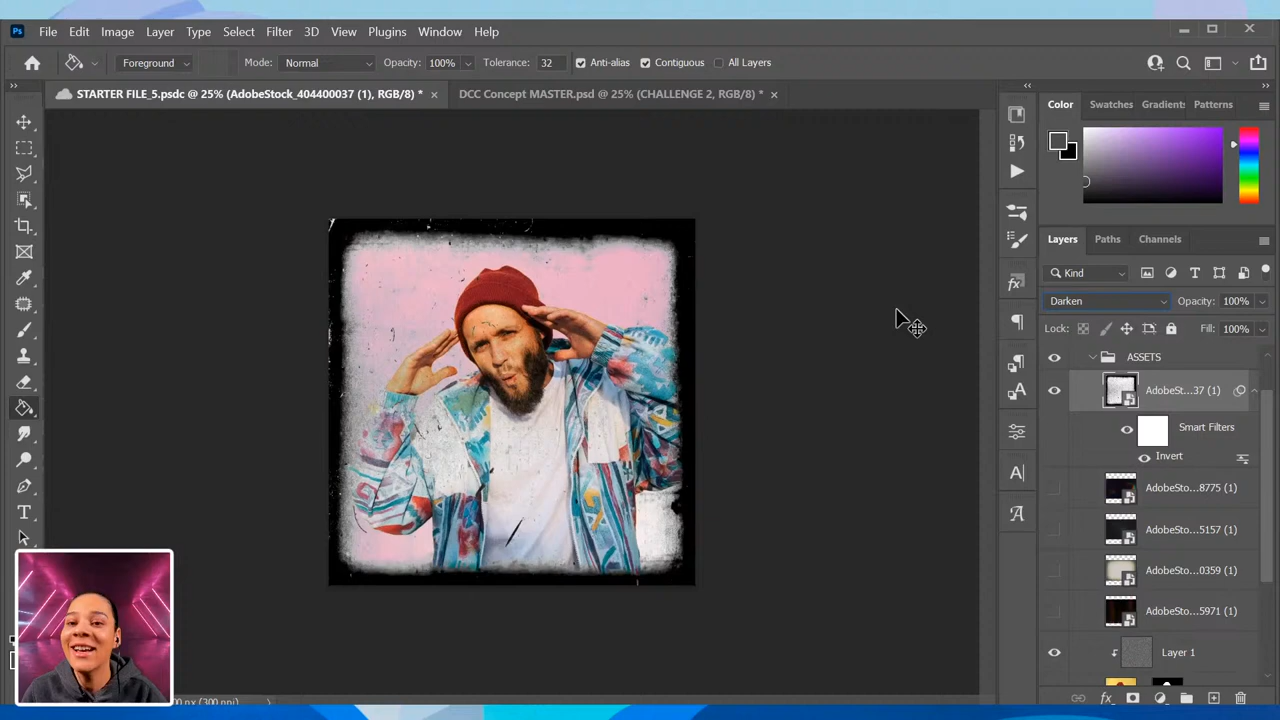 Ps File Edit Image Layer Type Select Filter 3D View Plugins Window Help
Foreground Mode: Normal Opacity: 100% Tolerance: 32 Anti-alias Contiguous All Layers
STARTER FILE_5.psdc @ 25% (AdobeStock_404400037 (1), RGB/8) * DCC Concept MASTER.psd @ 25% (CHALLENGE 2, RGB/8) *
Color Swatches Gradient: Patterns
Layers Paths Channels
Kind
Darken Opacity: 100%
Lock: Fill: 100%
ASSETS
AdobeSt...37 (1)
Smart Filters
Invert
AdobeSto...8775 (1)
AdobeSto...5157 (1)
AdobeSto...0359 (1)
AdobeSto...5971 (1)
Layer 1